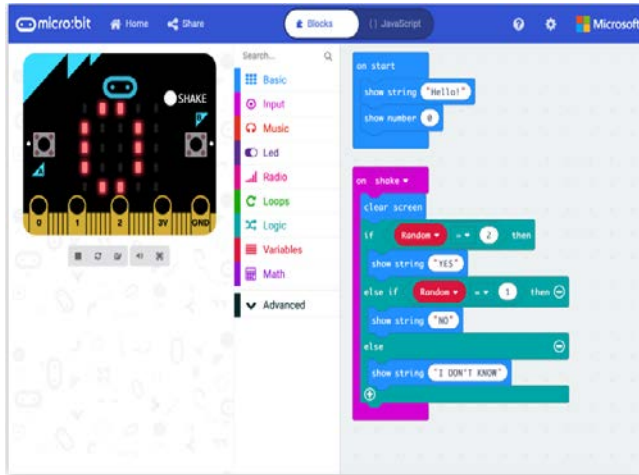 micro:bit Home Share Blocks {} JavaScript ? Microsoft
Search...
Basic
Input
Music
Led
Radio
Loops
Logic
Variables
Math
Advanced
SHAKE
B
A
0 1 2 3V GND
on start
show string "Hello!"
show number 0
on shake
clear screen
if Random = 2 then
show string "YES"
else if Random = 1 then
show string "NO"
else
show string "I DON'T KNOW"